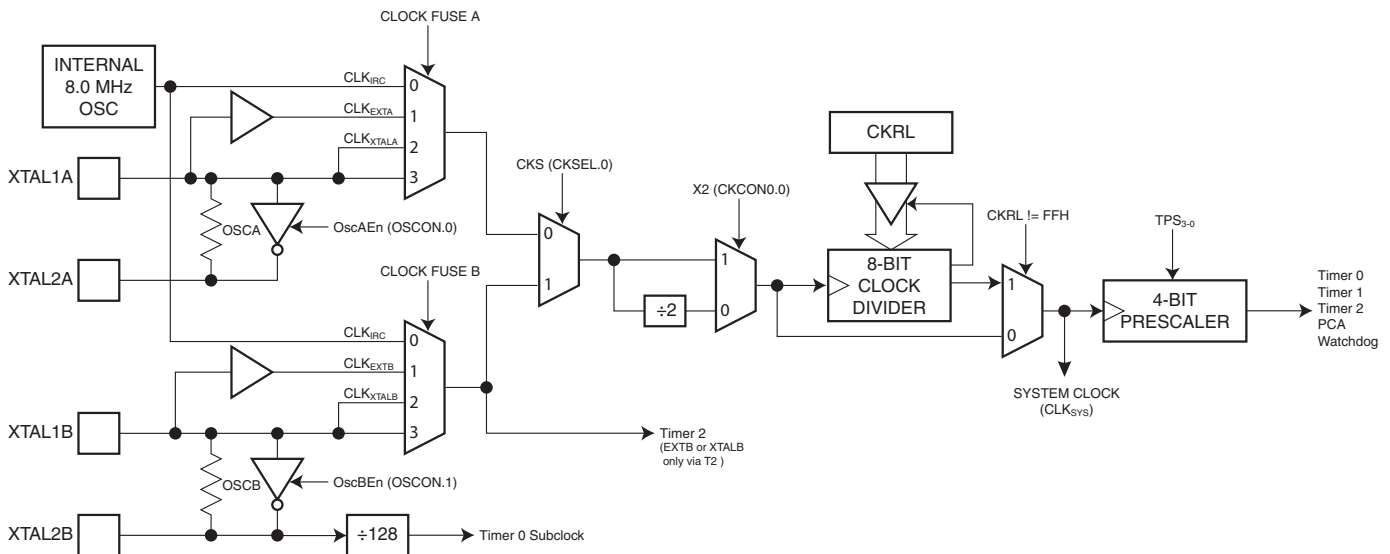 CLOCK FUSE A
INTERNAL
8.0 MHz
OSC
CLKIRC
0
CLKEXTA
1
CLKXTALA
2
3
XTAL1A
OSCA
OscAEn (OSCON.0)
XTAL2A
CLOCK FUSE B
CKS (CKSEL.0)
0
1
X2 (CKCON0.0)
1
÷2
0
CKRL
8-BIT
CLOCK
DIVIDER
CKRL != FFH
1
0
TPS3-0
4-BIT
PRESCALER
Timer 0
Timer 1
Timer 2
PCA
Watchdog
SYSTEM CLOCK
(CLKSYS)
CLKIRC
0
CLKEXTB
1
CLKXTALB
2
3
XTAL1B
Timer 2
(EXTB or XTALB
only via T2 )
OSCB
OscBEn (OSCON.1)
XTAL2B
÷128
Timer 0 Subclock